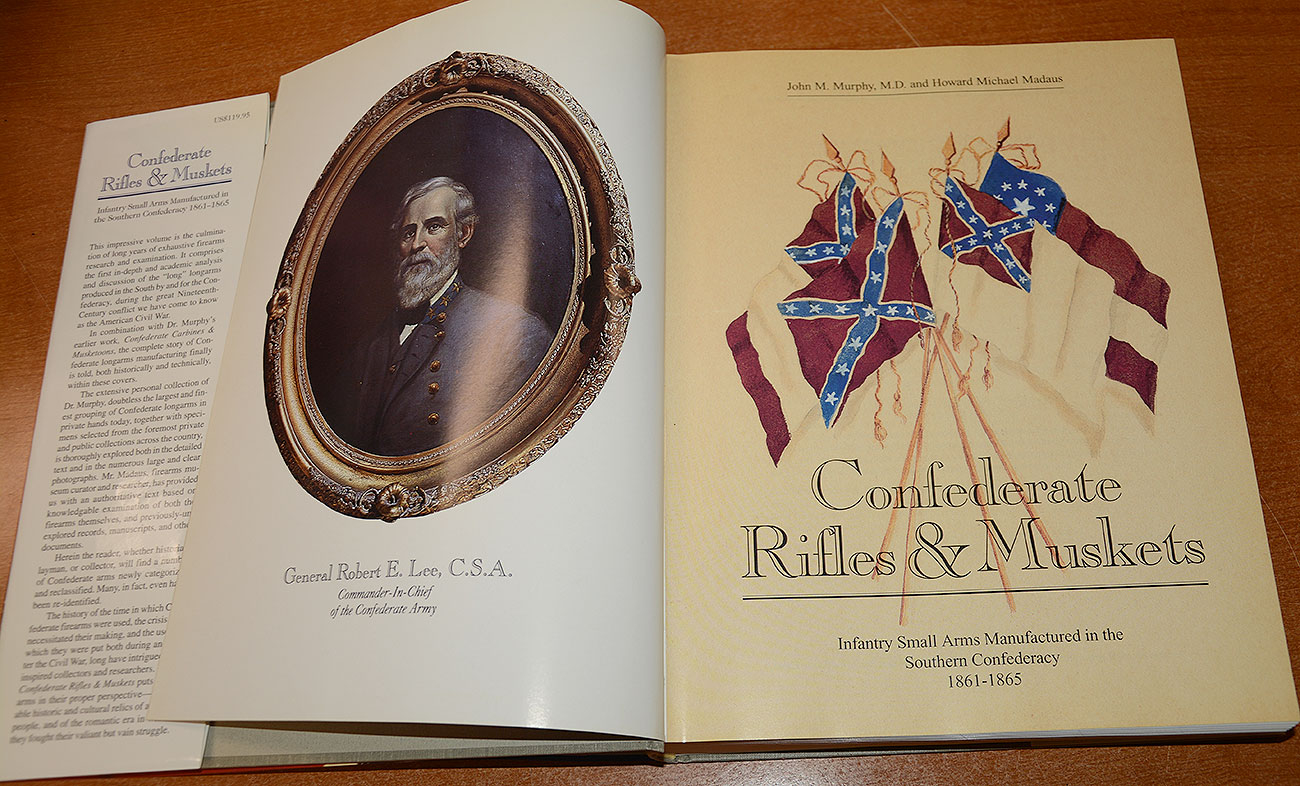 US$119.95
Confederate
Rifles & Muskets
Infantry Small Arms Manufactured in
the Southern Confederacy 1861–1865
This impressive volume is the culmina-
tion of long years of exhaustive firearms
research and examination. It comprises
the first in-depth and academic analysis
and discussion of the "long" longarms
produced in the South by and for the Con-
federacy, during the great Nineteenth-
Century conflict we have come to know
as the American Civil War.
In combination with Dr. Murphy's
earlier work, Confederate Carbines &
Musketoons, the complete story of Con-
federate longarms manufacturing finally
is told, both historically and technically,
within these covers.
The extensive personal collection of
Dr. Murphy, doubtless the largest and fin-
est grouping of Confederate longarms in
private hands today, together with speci-
mens selected from the foremost private
and public collections across the country,
is thoroughly explored both in the detailed
text and in the numerous large and clear
photographs. Mr. Madaus, firearms mu-
seum curator and researcher, has provided
us with an authoritative text based on
knowledgable examination of both the
firearms themselves, and previously-un-
explored records, manuscripts, and othe
documents.
Herein the reader, whether historia
layman, or collector, will find a numb
of Confederate arms newly categoriz
and reclassified. Many, in fact, even ha
been re-identified.
The history of the time in which C
federate firearms were used, the crisis
necessitated their making, and the use
which they were put both during an
ter the Civil War, long have intrigue
inspired collectors and researchers.
Confederate Rifles & Muskets puts
arms in their proper perspective—
able historic and cultural relics of a
people, and of the romantic era in
they fought their valiant but vain struggle.
General Robert E. Lee, C.S.A.
Commander-In-Chief
of the Confederate Army
John M. Murphy, M.D. and Howard Michael Madaus
Confederate
Rifles & Muskets
Infantry Small Arms Manufactured in the
Southern Confederacy
1861-1865